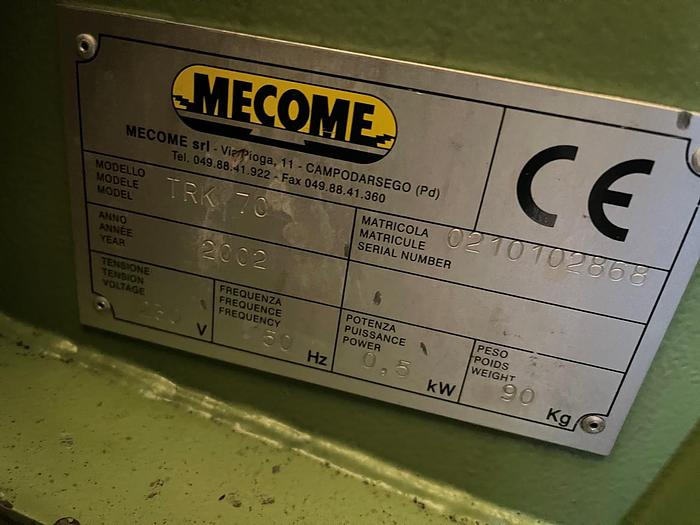 MECOME
MECOME srl - Via Pioga, 11 - CAMPODARSEGO (Pd)
Tel. 049.88.41.922 - Fax 049.88.41.360
CE
MODELLO
MODELE
MODEL
TRK 70
ANNO
ANNÉE
YEAR
2002
MATRICOLA
MATRICULE
SERIAL NUMBER
0210102868
TENSIONE
TENSION
VOLTAGE
V
FREQUENZA
FREQUENCE
FREQUENCY
50 Hz
POTENZA
PUISSANCE
POWER
0,5 kW
PESO
POIDS
WEIGHT
90 Kg